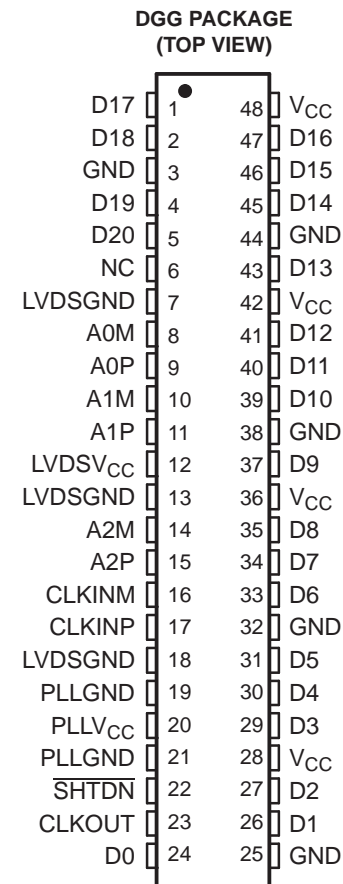 DGG PACKAGE
(TOP VIEW)
D17 1 48 VCC
D18 2 47 D16
GND 3 46 D15
D19 4 45 D14
D20 5 44 GND
NC 6 43 D13
LVDSGND 7 42 VCC
A0M 8 41 D12
A0P 9 40 D11
A1M 10 39 D10
A1P 11 38 GND
LVDSVCC 12 37 D9
LVDSGND 13 36 VCC
A2M 14 35 D8
A2P 15 34 D7
CLKINM 16 33 D6
CLKINP 17 32 GND
LVDSGND 18 31 D5
PLLGND 19 30 D4
PLLVCC 20 29 D3
PLLGND 21 28 VCC
SHTDN 22 27 D2
CLKOUT 23 26 D1
D0 24 25 GND